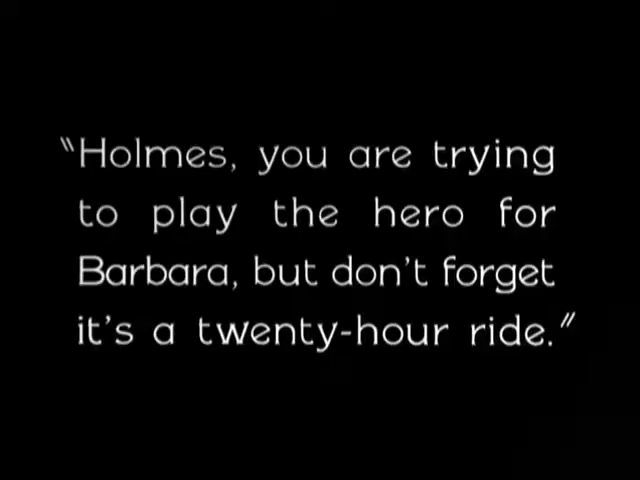 "Holmes, you are trying
to play the hero for
Barbara, but don't forget
it's a twenty-hour ride."